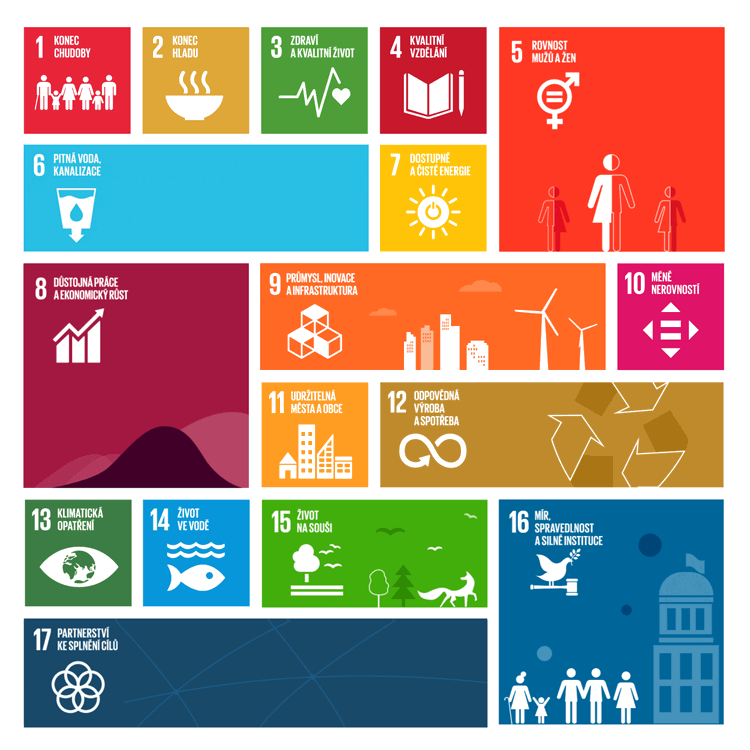 1 KONEC
CHUDOBY
2 KONEC
HLADU
3 ZDRAVÍ
A KVALITNÍ ŽIVOT
4 KVALITNÍ
VZDĚLÁNÍ
5 ROVNOST
MUŽŮ A ŽEN
6 PITNÁ VODA,
KANALIZACE
7 DOSTUPNÉ
A ČISTÉ ENERGIE
8 DŮSTOJNÁ PRÁCE
A EKONOMICKÝ RŮST
9 PRŮMYSL, INOVACE
A INFRASTRUKTURA
10 MÉNĚ
NEROVNOSTÍ
11 UDRŽITELNÁ
MĚSTA A OBCE
12 ODPOVĚDNÁ
VÝROBA
A SPOTŘEBA
13 KLIMATICKÁ
OPATŘENÍ
14 ŽIVOT
VE VODĚ
15 ŽIVOT
NA SOUŠI
16 MÍR,
SPRAVEDLNOST
A SILNÉ INSTITUCE
17 PARTNERSTVÍ
KE SPLNĚNÍ CÍLŮ